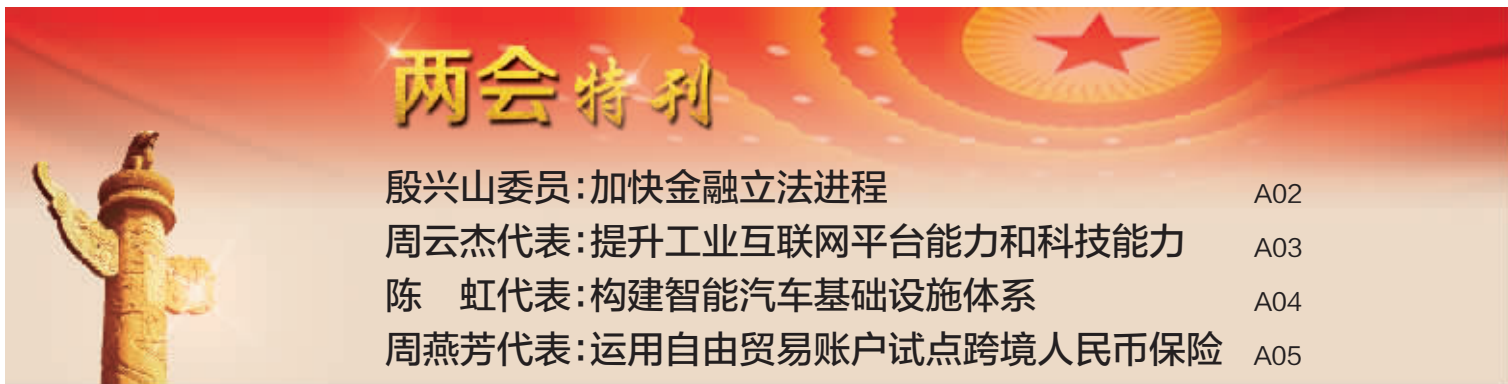 两会特刊
殷兴山委员:加快金融立法进程 A02
周云杰代表:提升工业互联网平台能力和科技能力 A03
陈　虹代表:构建智能汽车基础设施体系 A04
周燕芳代表:运用自由贸易账户试点跨境人民币保险 A05